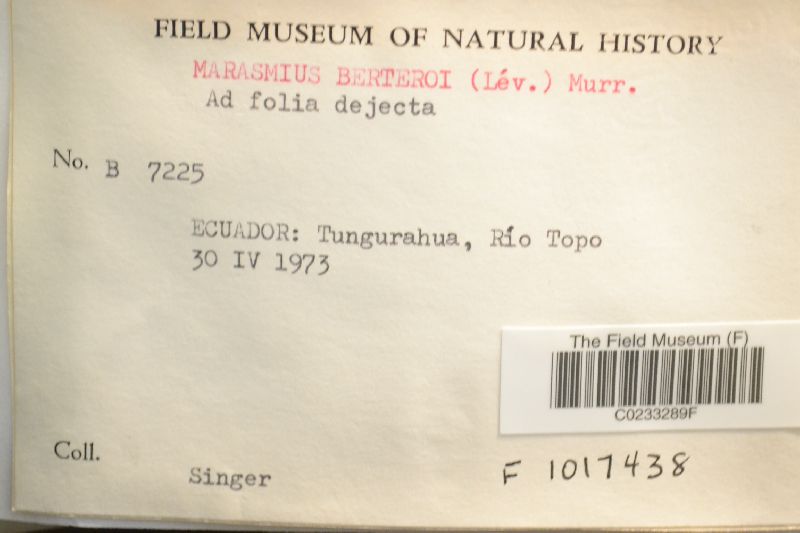 FIELD MUSEUM OF NATURAL HISTORY
MARASMIUS BERTEROI (Lév.) Murr.
Ad folia dejecta
No. B 7225
ECUADOR: Tungurahua, Río Topo
30 IV 1973
The Field Museum (F)
C0233289F
Coll. Singer
F 1017438